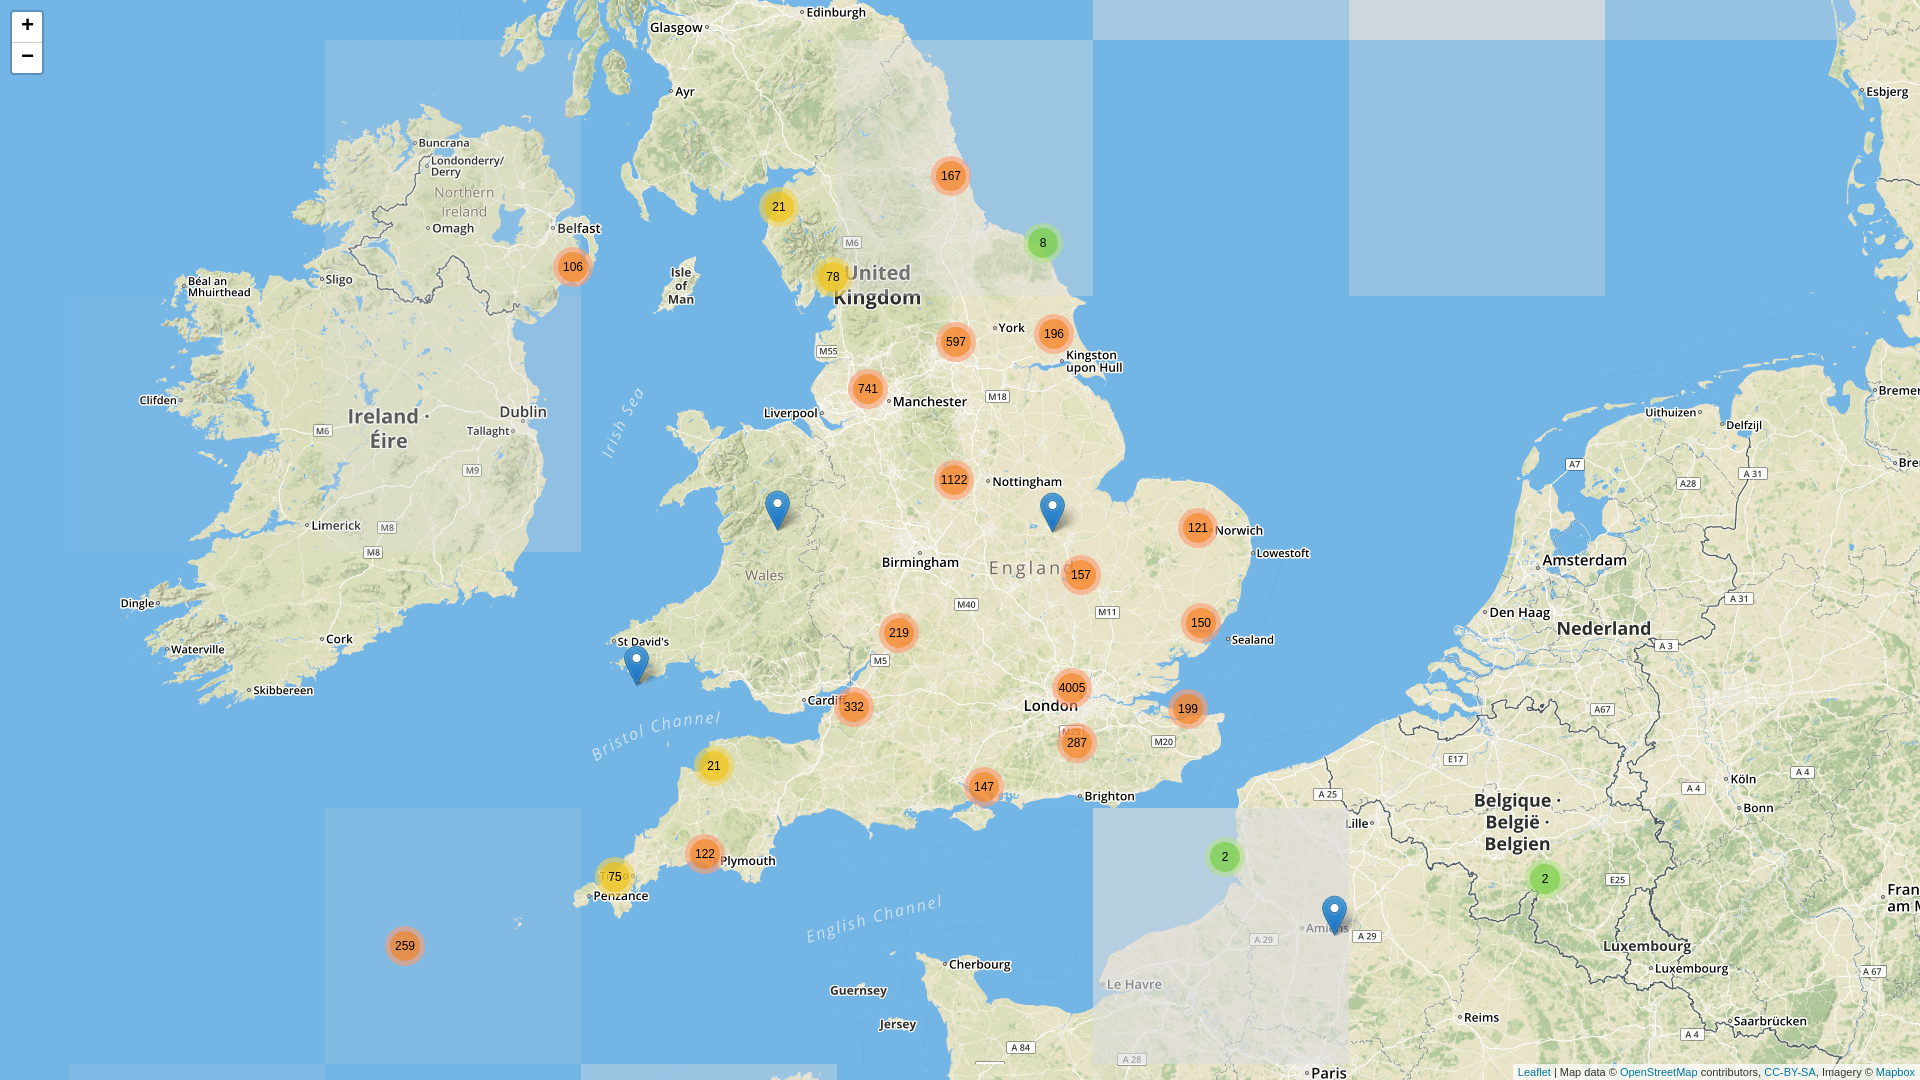 +
−
Glasgow
Edinburgh
Ayr
Esbjerg
Buncrana
Londonderry/
Derry
Northern
Ireland
Omagh
Belfast
167
21
M6
8
106
Sligo
Béal an
Mhuirthead
Isle
of
Man
78
United
Kingdom
York
196
597
M55
Kingston
upon Hull
741
Manchester
M18
Clifden
Liverpool
Ireland ·
Éire
Dublin
Tallaght
M6
M9
Irish Sea
Uithuizen
Delfzijl
Breme
A7
A 31
A28
Bre
1122
Nottingham
Limerick
M8
M8
121
Norwich
Lowestoft
Birmingham
England
157
Wales
Amsterdam
A 31
Dingle
M40
M11
Den Haag
Nederland
219
150
Sealand
Cork
Waterville
St David's
M5
A 3
Skibbereen
4005
London
Cardiff
332
199
A67
Bristol Channel
M25
287
M20
E17
21
Köln
A 4
A 4
147
Brighton
A 25
Bonn
Belgique ·
België ·
Belgien
Lille
122
Plymouth
2
2
E25
75
Penzance
Fran
am M
English Channel
259
Amiens
A 29
A 29
Luxembourg
Luxembourg
A 67
Cherbourg
Le Havre
Guernsey
Jersey
Reims
Saarbrücken
A 84
A 28
A 4
Paris
Leaflet | Map data © OpenStreetMap contributors, CC-BY-SA, Imagery © Mapbox